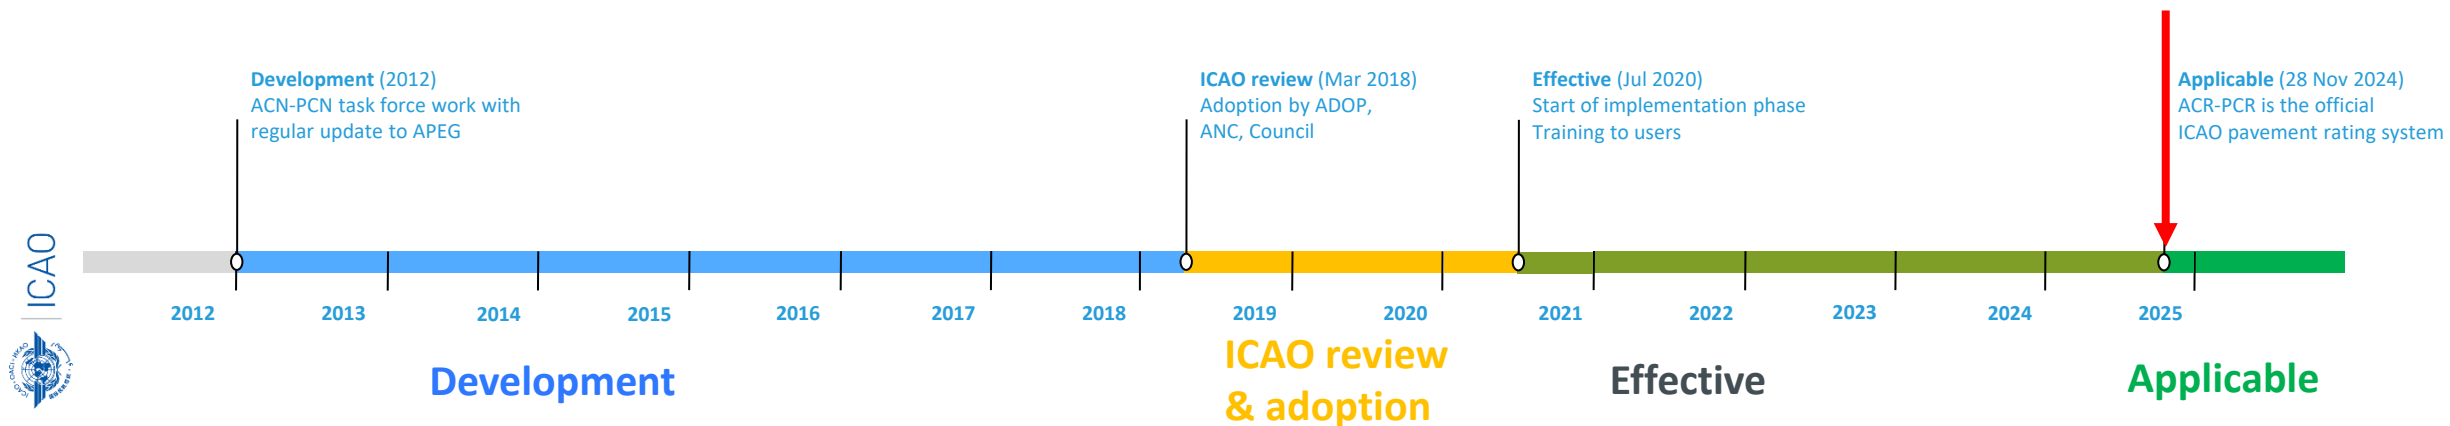 Development (2012)
ACN-PCN task force work with
regular update to APEG
ICAO review (Mar 2018)
Adoption by ADOP,
ANC, Council
Effective (Jul 2020)
Start of implementation phase
Training to users
Applicable (28 Nov 2024)
ACR-PCR is the official
ICAO pavement rating system
ICAO
2012
2013
2014
2015
2016
2017
2018
2019
2020
2021
2022
2023
2024
2025
Development
ICAO review
& adoption
Effective
Applicable